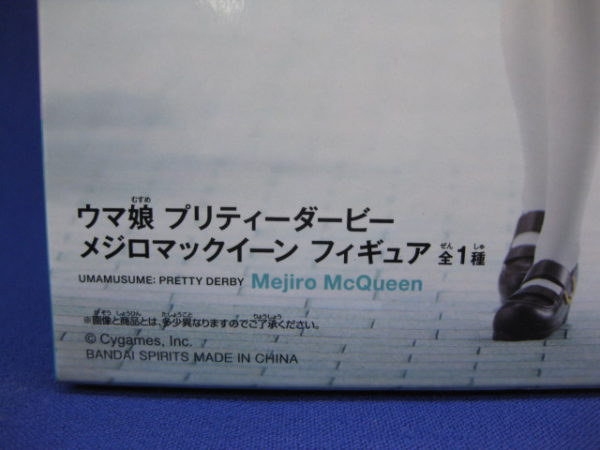 ウマ娘 プリティーダービー
メジロマックイーン フィギュア 全1種
UMAMUSUME: PRETTY DERBY Mejiro McQueen
※画像と商品とは、多少異なりますのでご了承ください。
© Cygames, Inc.
BANDAI SPIRITS MADE IN CHINA